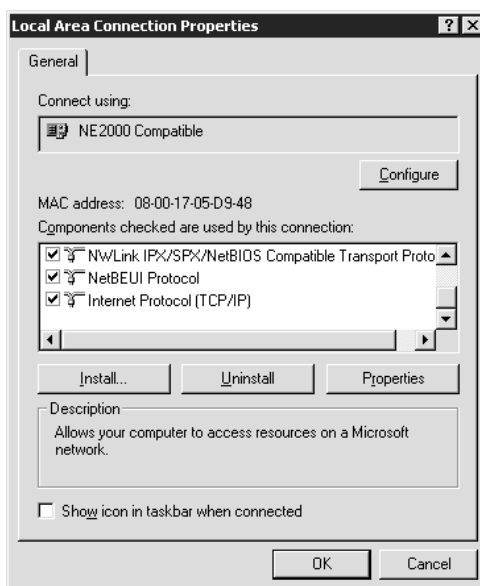 Local Area Connection Properties
General
Connect using:
NE2000 Compatible
Configure
MAC address: 08-00-17-05-D9-48
Components checked are used by this connection:
NWLink IPX/SPX/NetBIOS Compatible Transport Proto
NetBEUI Protocol
Internet Protocol (TCP/IP)
Install... Uninstall Properties
Description
Allows your computer to access resources on a Microsoft
network.
Show icon in taskbar when connected
OK Cancel